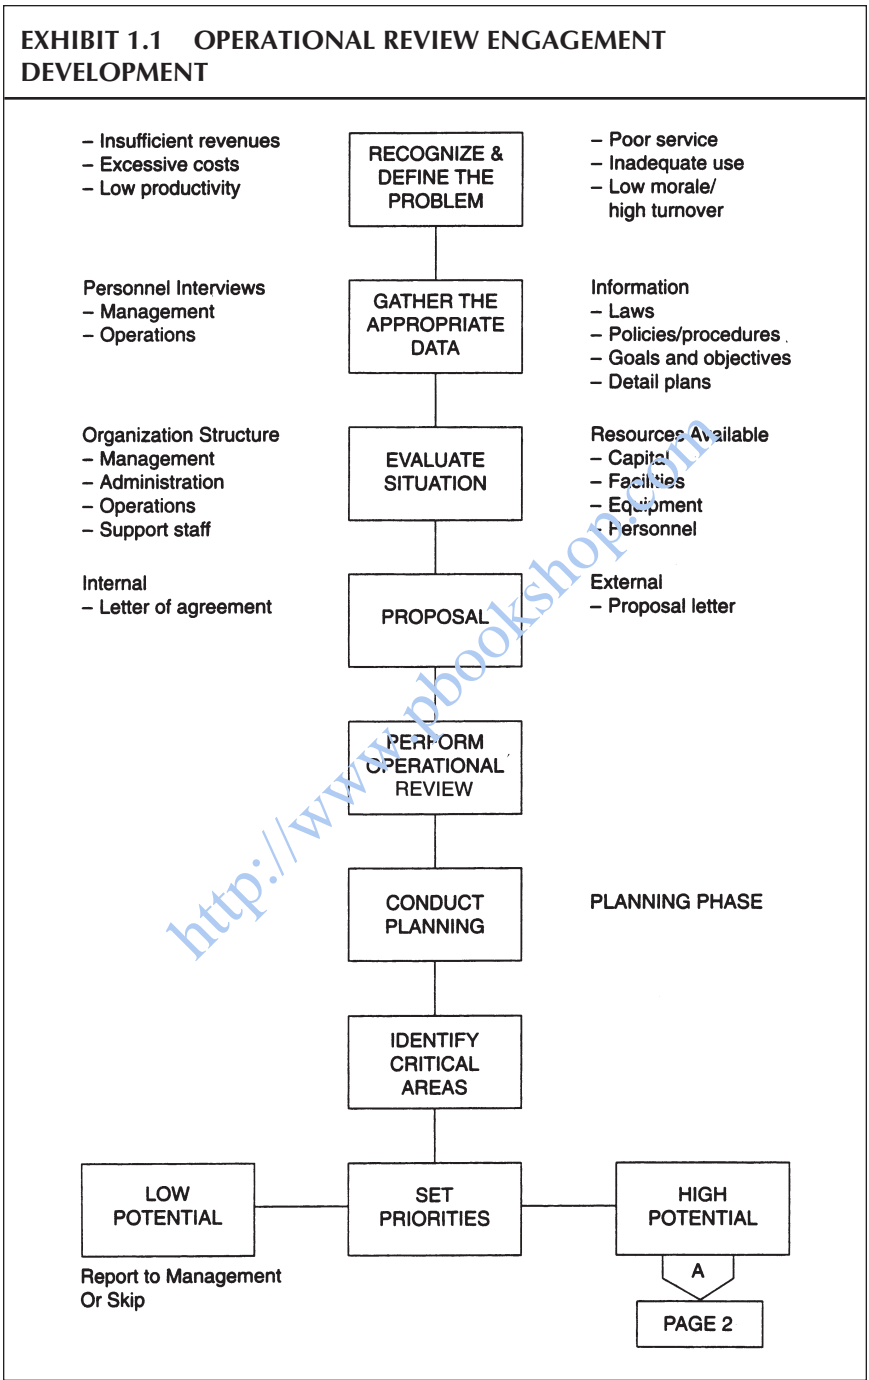 EXHIBIT 1.1 OPERATIONAL REVIEW ENGAGEMENT
DEVELOPMENT
– Insufficient revenues
– Excessive costs
– Low productivity
RECOGNIZE &
DEFINE THE
PROBLEM
– Poor service
– Inadequate use
– Low morale/
high turnover
Personnel Interviews
– Management
– Operations
GATHER THE
APPROPRIATE
DATA
Information
– Laws
– Policies/procedures
– Goals and objectives
– Detail plans
Organization Structure
– Management
– Administration
– Operations
– Support staff
EVALUATE
SITUATION
Resources Available
– Capital
– Facilities
– Equipment
– Personnel
Internal
– Letter of agreement
PROPOSAL
External
– Proposal letter
PERFORM
OPERATIONAL
REVIEW
CONDUCT
PLANNING
PLANNING PHASE
IDENTIFY
CRITICAL
AREAS
LOW
POTENTIAL
SET
PRIORITIES
HIGH
POTENTIAL
Report to Management
Or Skip
A
PAGE 2
http://www.pbookshop.com